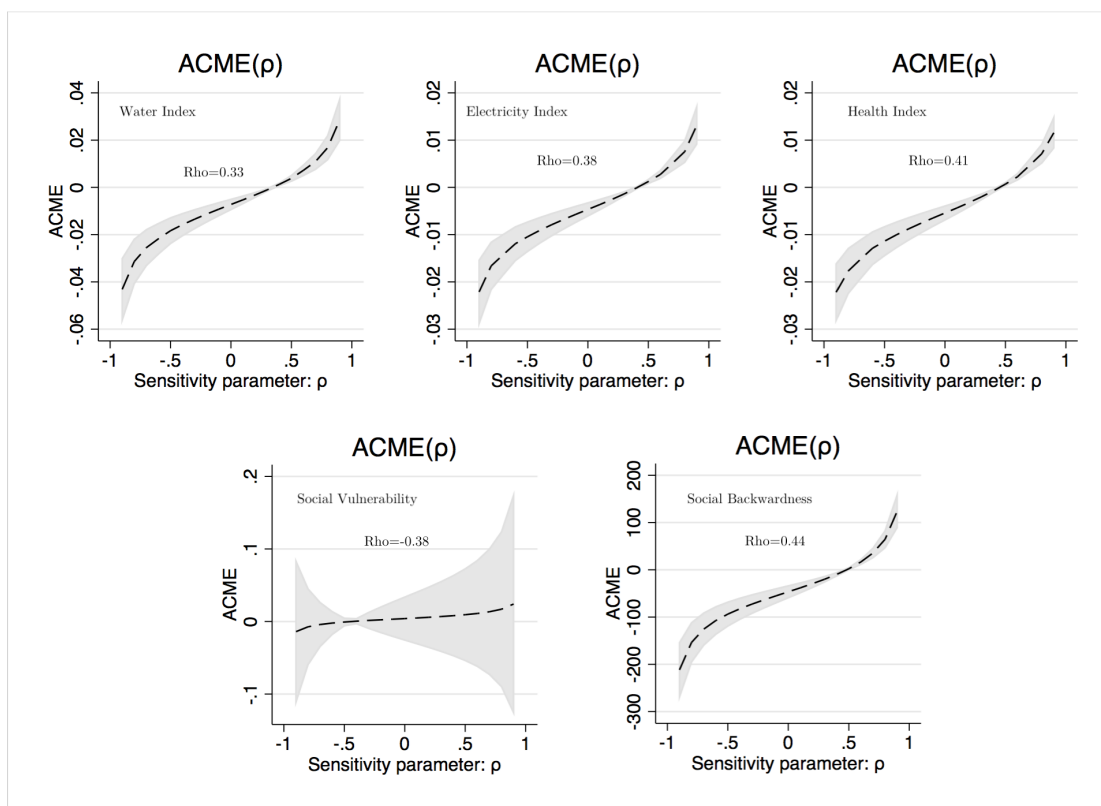 ACME(ρ)
Water Index
Rho=0.33
ACME
.04
.02
0
-.02
-.04
-.06
-1
-.5
0
.5
1
Sensitivity parameter: ρ
ACME(ρ)
Electricity Index
Rho=0.38
ACME
.02
.01
0
-.01
-.02
-.03
-1
-.5
0
.5
1
Sensitivity parameter: ρ
ACME(ρ)
Health Index
Rho=0.41
ACME
.02
.01
0
-.01
-.02
-.03
-1
-.5
0
.5
1
Sensitivity parameter: ρ
ACME(ρ)
Social Vulnerability
Rho=-0.38
ACME
.2
.1
0
-.1
-1
-.5
0
.5
1
Sensitivity parameter: ρ
ACME(ρ)
Social Backwardness
Rho=0.44
ACME
200
100
0
-100
-200
-300
-1
-.5
0
.5
1
Sensitivity parameter: ρ